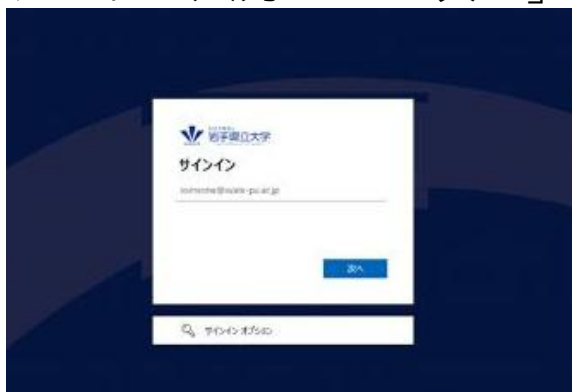 岩手県立大学
サインイン
someone@iwate-pu.ac.jp
次へ
サインイン オプション